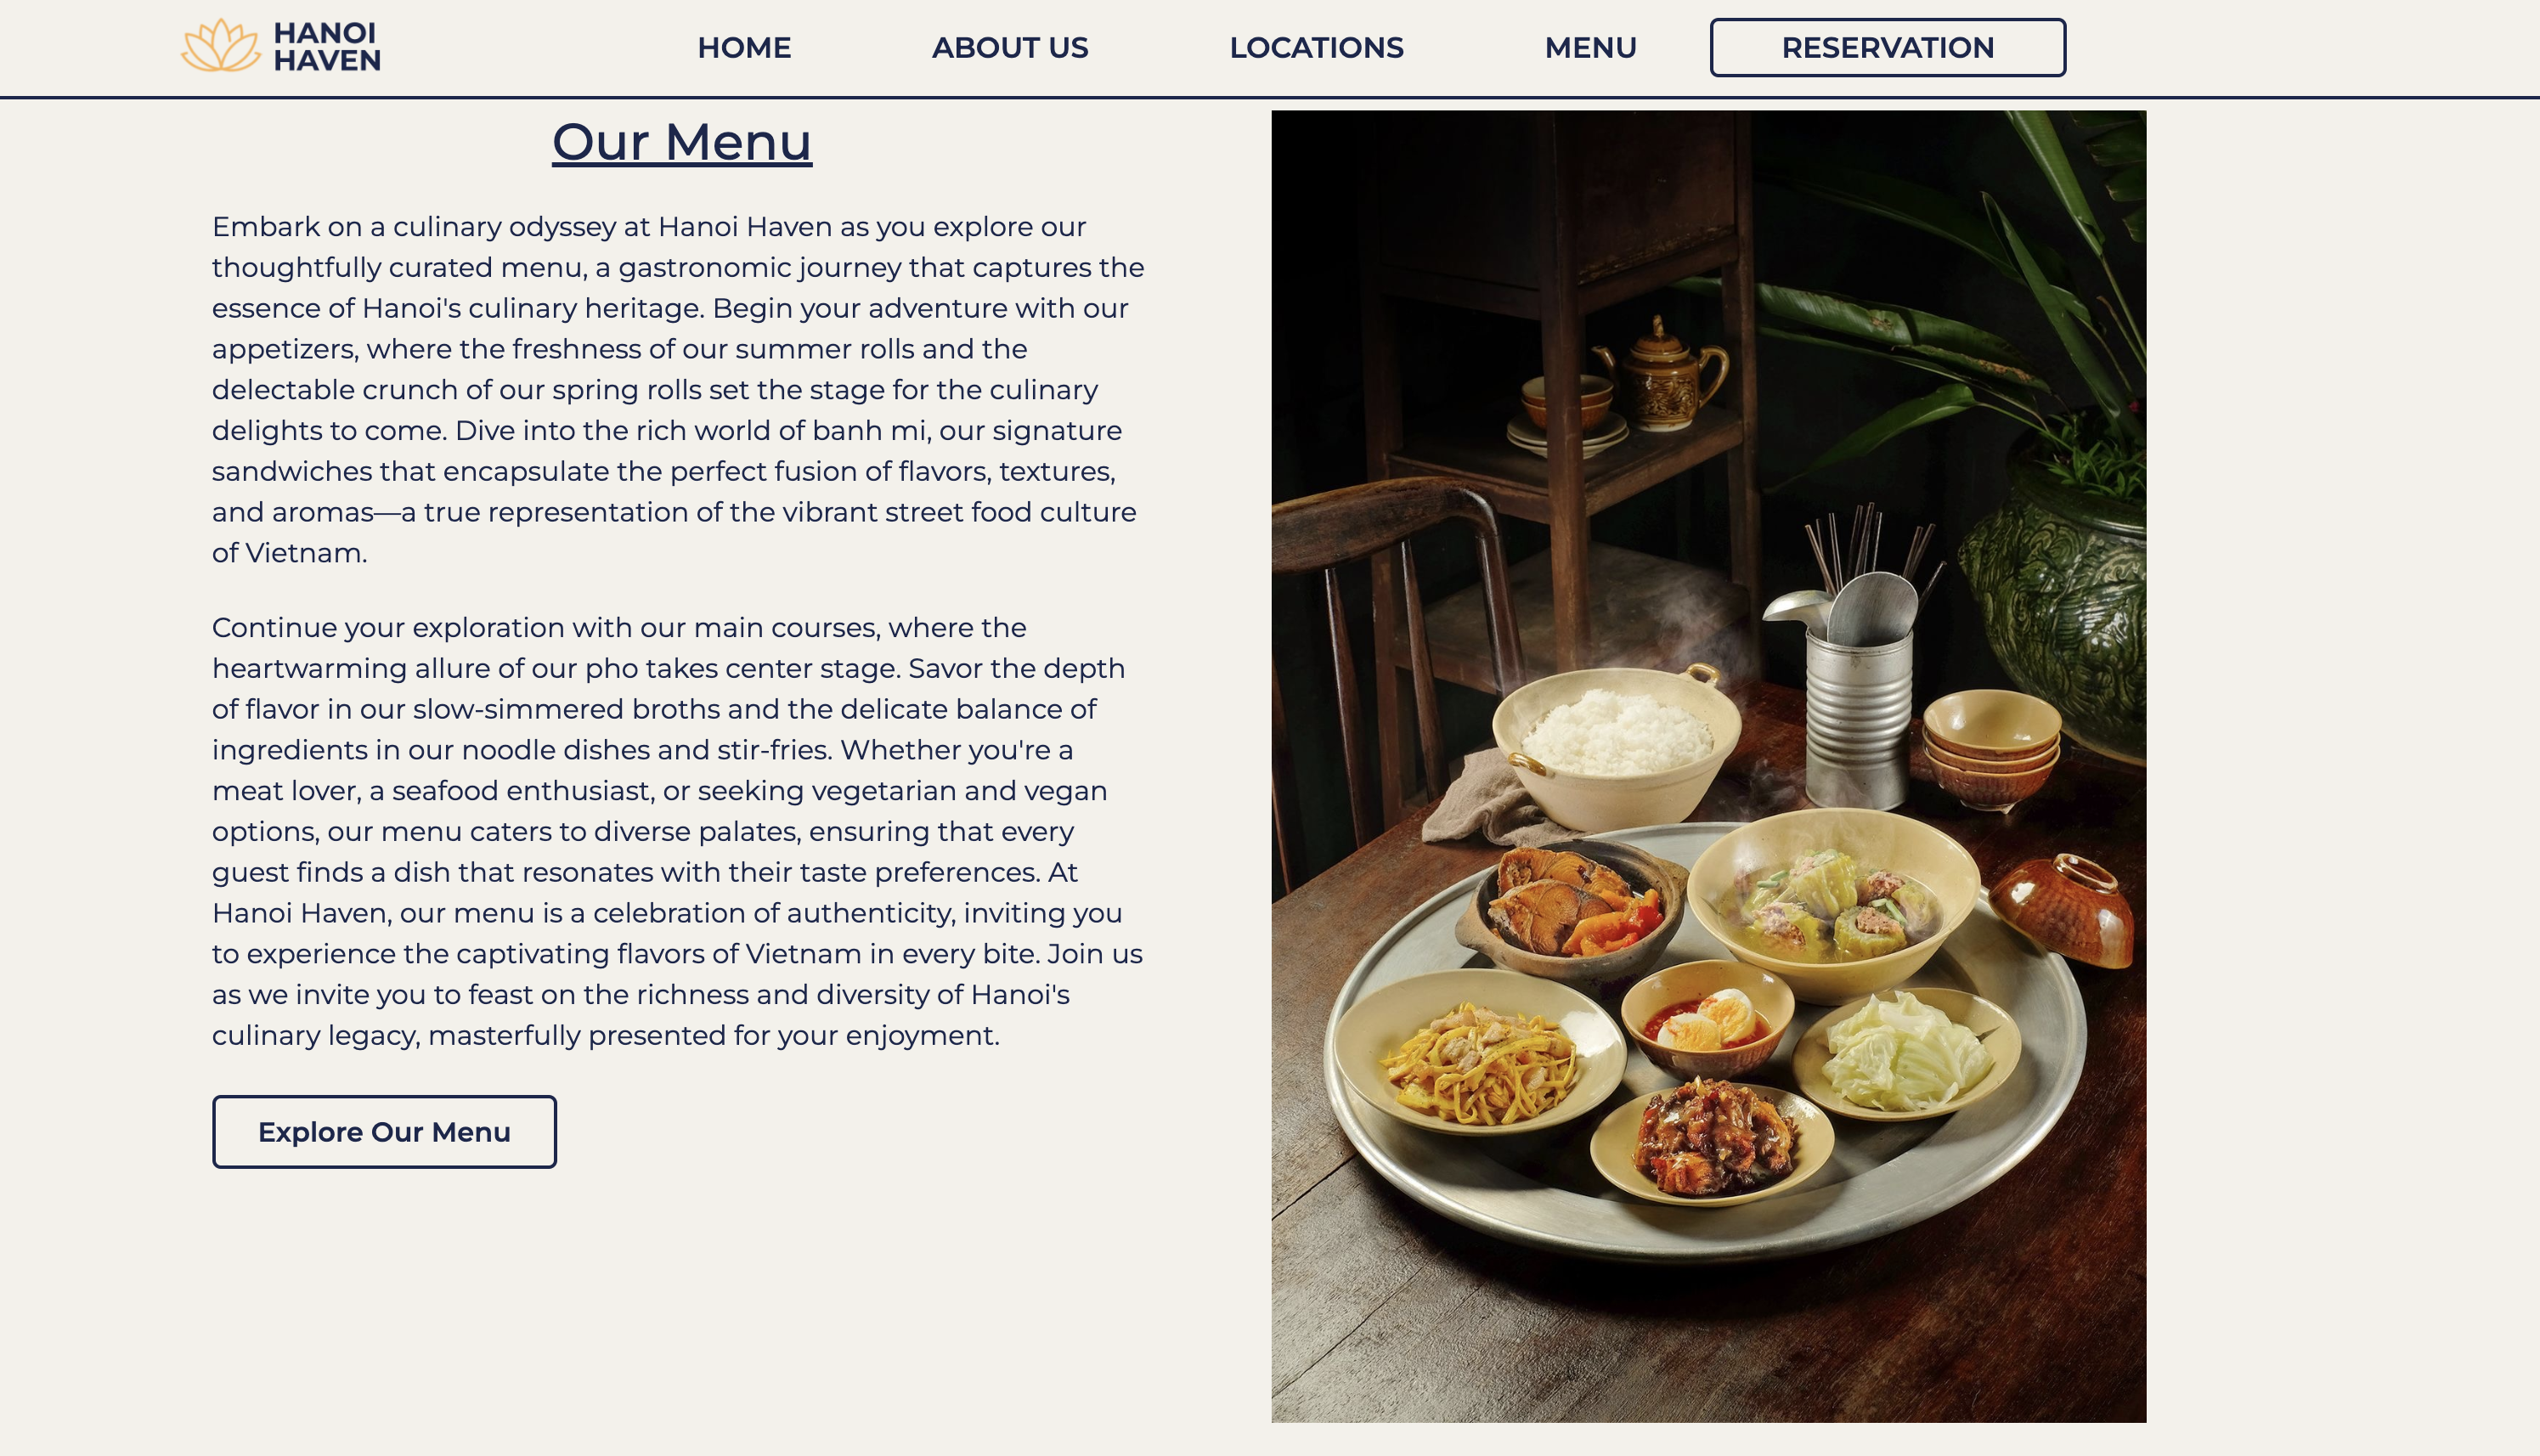 HANOI
HAVEN
HOME
ABOUT US
LOCATIONS
MENU
RESERVATION
Our Menu
Embark on a culinary odyssey at Hanoi Haven as you explore our
thoughtfully curated menu, a gastronomic journey that captures the
essence of Hanoi's culinary heritage. Begin your adventure with our
appetizers, where the freshness of our summer rolls and the
delectable crunch of our spring rolls set the stage for the culinary
delights to come. Dive into the rich world of banh mi, our signature
sandwiches that encapsulate the perfect fusion of flavors, textures,
and aromas—a true representation of the vibrant street food culture
of Vietnam.
Continue your exploration with our main courses, where the
heartwarming allure of our pho takes center stage. Savor the depth
of flavor in our slow-simmered broths and the delicate balance of
ingredients in our noodle dishes and stir-fries. Whether you're a
meat lover, a seafood enthusiast, or seeking vegetarian and vegan
options, our menu caters to diverse palates, ensuring that every
guest finds a dish that resonates with their taste preferences. At
Hanoi Haven, our menu is a celebration of authenticity, inviting you
to experience the captivating flavors of Vietnam in every bite. Join us
as we invite you to feast on the richness and diversity of Hanoi's
culinary legacy, masterfully presented for your enjoyment.
Explore Our Menu